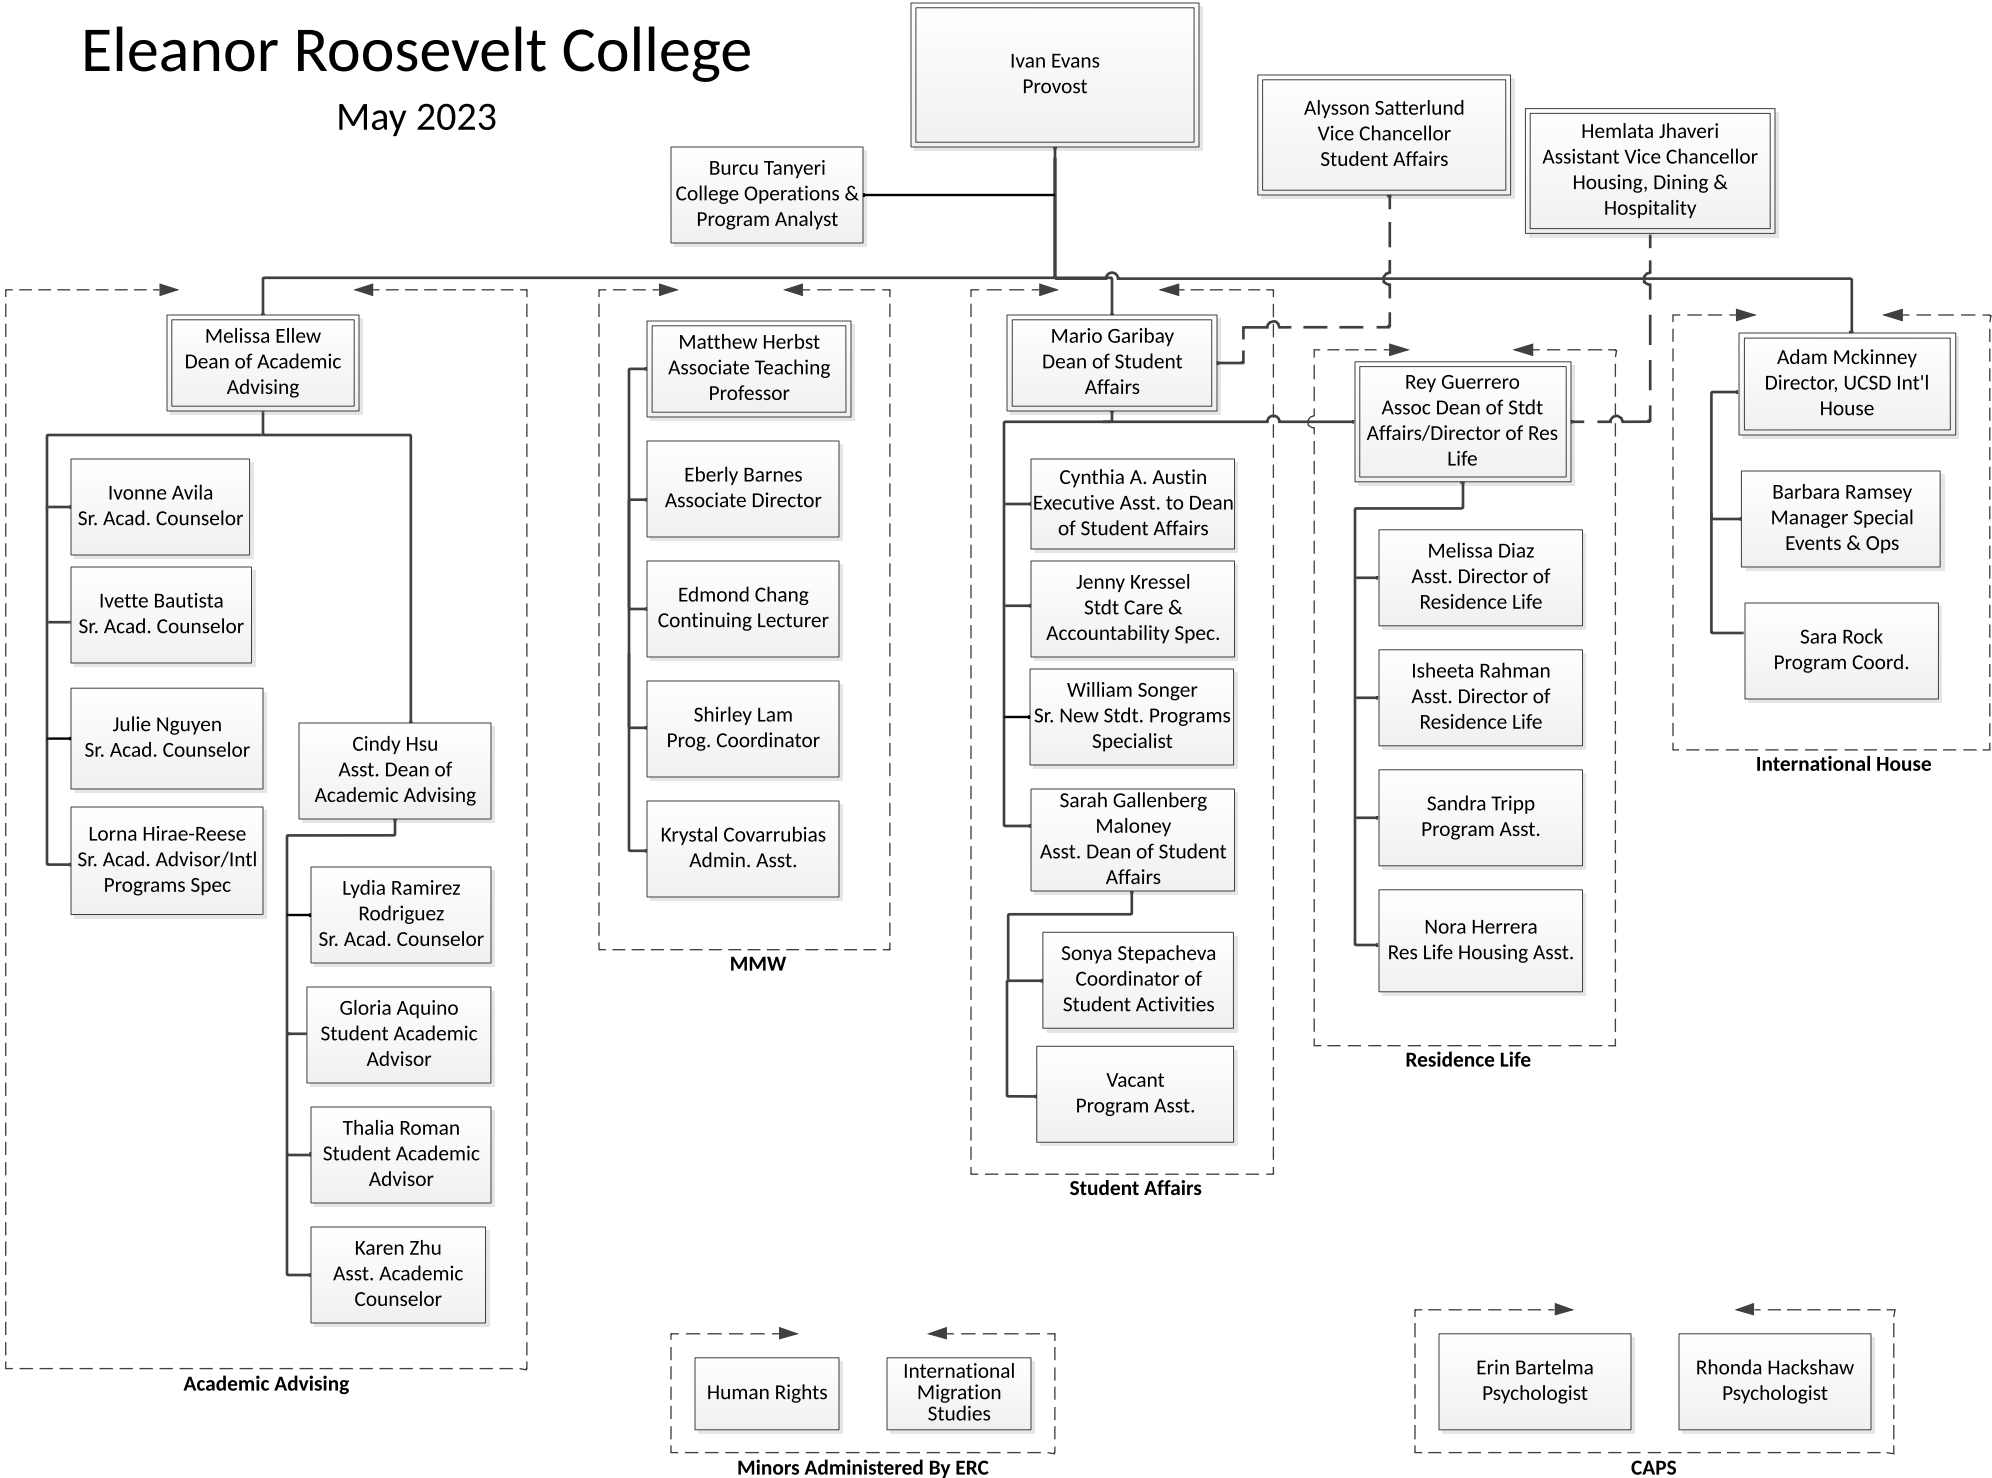 Eleanor Roosevelt College
May 2023
Ivan Evans
Provost
Alysson Satterlund
Vice Chancellor
Student Affairs
Hemlata Jhaveri
Assistant Vice Chancellor
Housing, Dining &
Hospitality
Burcu Tanyeri
College Operations &
Program Analyst
Melissa Ellew
Dean of Academic
Advising
Ivonne Avila
Sr. Acad. Counselor
Ivette Bautista
Sr. Acad. Counselor
Julie Nguyen
Sr. Acad. Counselor
Lorna Hirae-Reese
Sr. Acad. Advisor/Intl
Programs Spec
Cindy Hsu
Asst. Dean of
Academic Advising
Lydia Ramirez
Rodriguez
Sr. Acad. Counselor
Gloria Aquino
Student Academic
Advisor
Thalia Roman
Student Academic
Advisor
Karen Zhu
Asst. Academic
Counselor
Academic Advising
Matthew Herbst
Associate Teaching
Professor
Eberly Barnes
Associate Director
Edmond Chang
Continuing Lecturer
Shirley Lam
Prog. Coordinator
Krystal Covarrubias
Admin. Asst.
MMW
Mario Garibay
Dean of Student
Affairs
Cynthia A. Austin
Executive Asst. to Dean
of Student Affairs
Jenny Kressel
Stdt Care &
Accountability Spec.
William Songer
Sr. New Stdt. Programs
Specialist
Sarah Gallenberg
Maloney
Asst. Dean of Student
Affairs
Sonya Stepacheva
Coordinator of
Student Activities
Vacant
Program Asst.
Student Affairs
Rey Guerrero
Assoc Dean of Stdt
Affairs/Director of Res
Life
Melissa Diaz
Asst. Director of
Residence Life
Isheeta Rahman
Asst. Director of
Residence Life
Sandra Tripp
Program Asst.
Nora Herrera
Res Life Housing Asst.
Residence Life
Adam Mckinney
Director, UCSD Int'l
House
Barbara Ramsey
Manager Special
Events & Ops
Sara Rock
Program Coord.
International House
Human Rights
International
Migration
Studies
Minors Administered By ERC
Erin Bartelma
Psychologist
Rhonda Hackshaw
Psychologist
CAPS